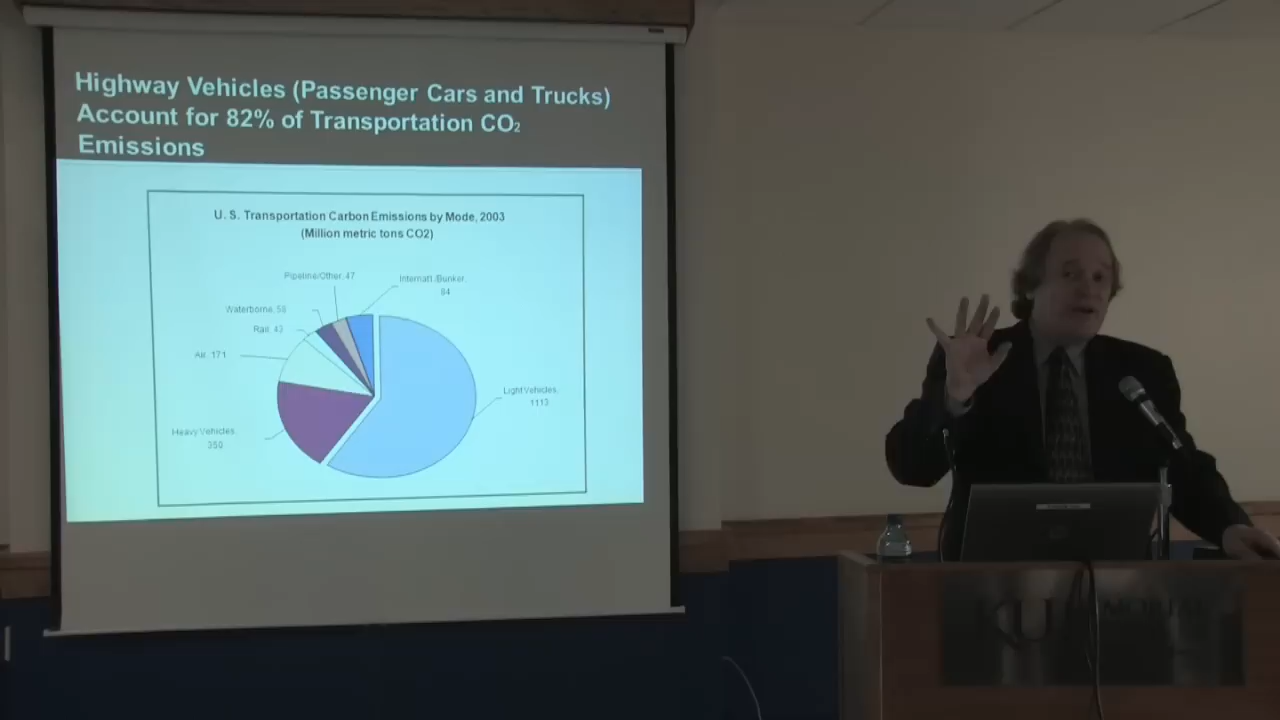 Highway Vehicles (Passenger Cars and Trucks)
Account for 82% of Transportation CO₂
Emissions
U. S. Transportation Carbon Emissions by Mode, 2003
(Million metric tons CO2)
Pipeline/Other, 47
Internat'l./Bunker,
84
Waterborne, 58
Rail, 43
Air, 171
Light Vehicles,
1113
Heavy Vehicles,
350